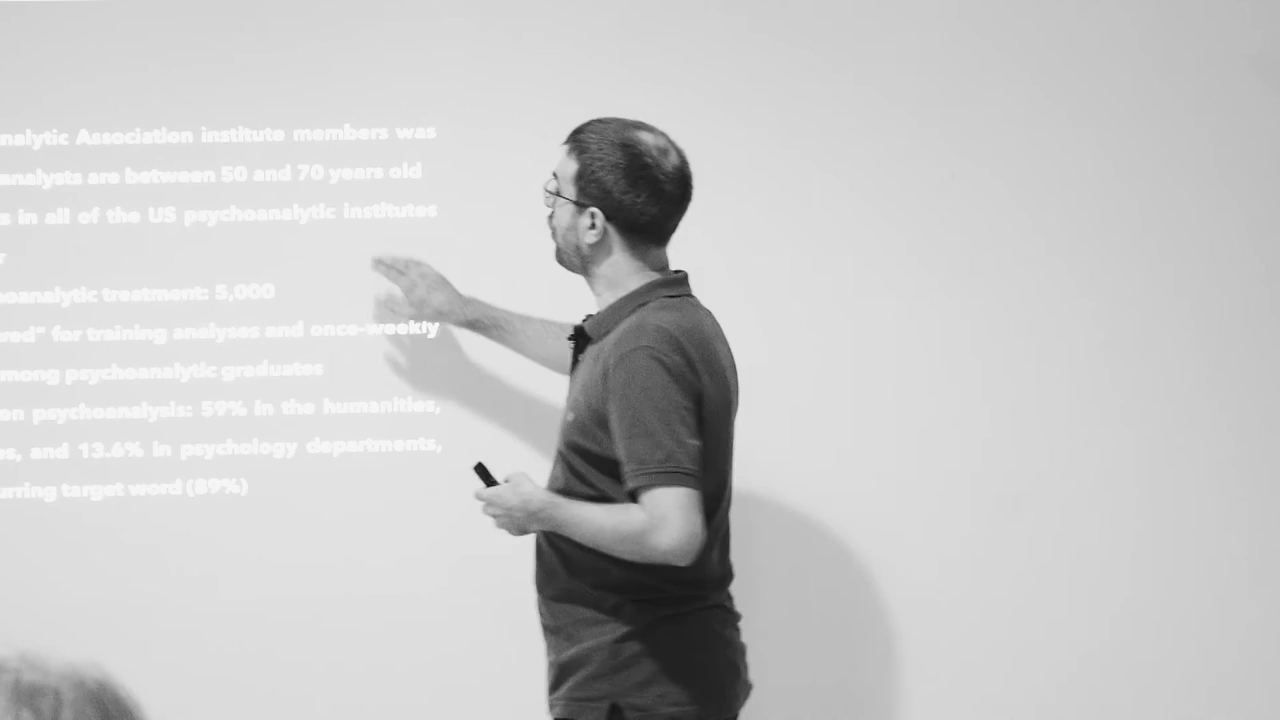 nalytic Association institute members was
analysts are between 50 and 70 years old
s in all of the US psychoanalytic institutes
r
oanalytic treatment: 5,000
red" for training analyses and once-weekly
mong psychoanalytic graduates
on psychoanalysis: 59% in the humanities,
es, and 13.6% in psychology departments,
urring target word (89%)